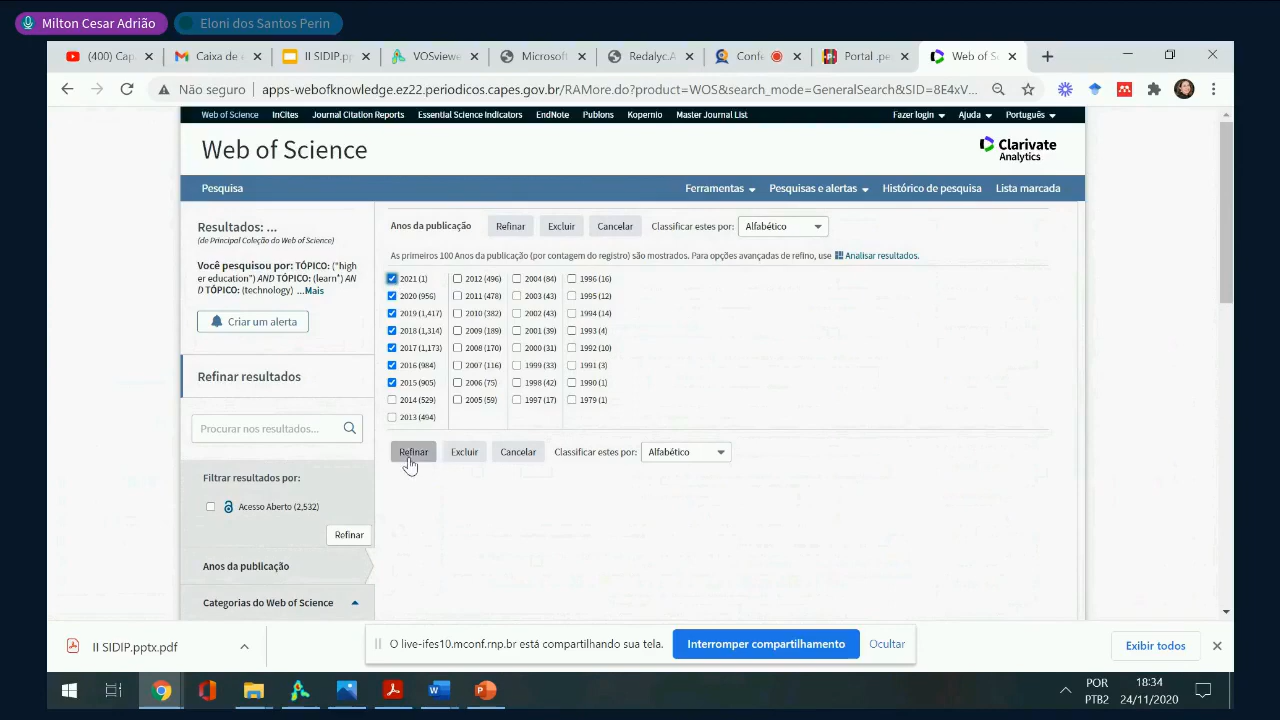 Milton Cesar Adrião
Eloni dos Santos Perin
(400) Cap
Caixa de
II SIDIP.pp
VOSviewe
Microsoft
Redalyc.A
Confe
Portal .pe
Web of S
Não seguro
apps-webofknowledge.ez22.periodicos.capes.gov.br/RAMore.do?product=WOS&search_mode=GeneralSearch&SID=8E4xV...
Web of Science
InCites
Journal Citation Reports
Essential Science Indicators
EndNote
Publons
Kopernio
Master Journal List
Fazer login
Ajuda
Português
Web of Science
Clarivate
Analytics
Pesquisa
Ferramentas
Pesquisas e alertas
Histórico de pesquisa
Lista marcada
Resultados: ...
(de Principal Coleção do Web of Science)
Você pesquisou por: TÓPICO: ("high
er education") AND TÓPICO: (learn*) AN
D TÓPICO: (technology) ...Mais
Criar um alerta
Refinar resultados
Procurar nos resultados...
Filtrar resultados por:
Acesso Aberto (2,532)
Refinar
Anos da publicação
Categorias do Web of Science
Anos da publicação
Refinar
Excluir
Cancelar
Classificar estes por:
Alfabético
As primeiros 100 Anos da publicação (por contagem do registro) são mostrados. Para opções avançadas de refino, use Analisar resultados.
2021 (1)
2020 (956)
2019 (1,417)
2018 (1,314)
2017 (1,173)
2016 (984)
2015 (905)
2014 (529)
2013 (494)
2012 (496)
2011 (478)
2010 (382)
2009 (189)
2008 (170)
2007 (116)
2006 (75)
2005 (59)
2004 (84)
2003 (43)
2002 (43)
2001 (39)
2000 (31)
1999 (33)
1998 (42)
1997 (17)
1996 (16)
1995 (12)
1994 (14)
1993 (4)
1992 (10)
1991 (3)
1990 (1)
1979 (1)
Refinar
Excluir
Cancelar
Classificar estes por:
Alfabético
II SIDIP.pptx.pdf
O live-ifes10.mconf.rnp.br está compartilhando sua tela.
Interromper compartilhamento
Ocultar
Exibir todos
POR
PTB2
18:34
24/11/2020